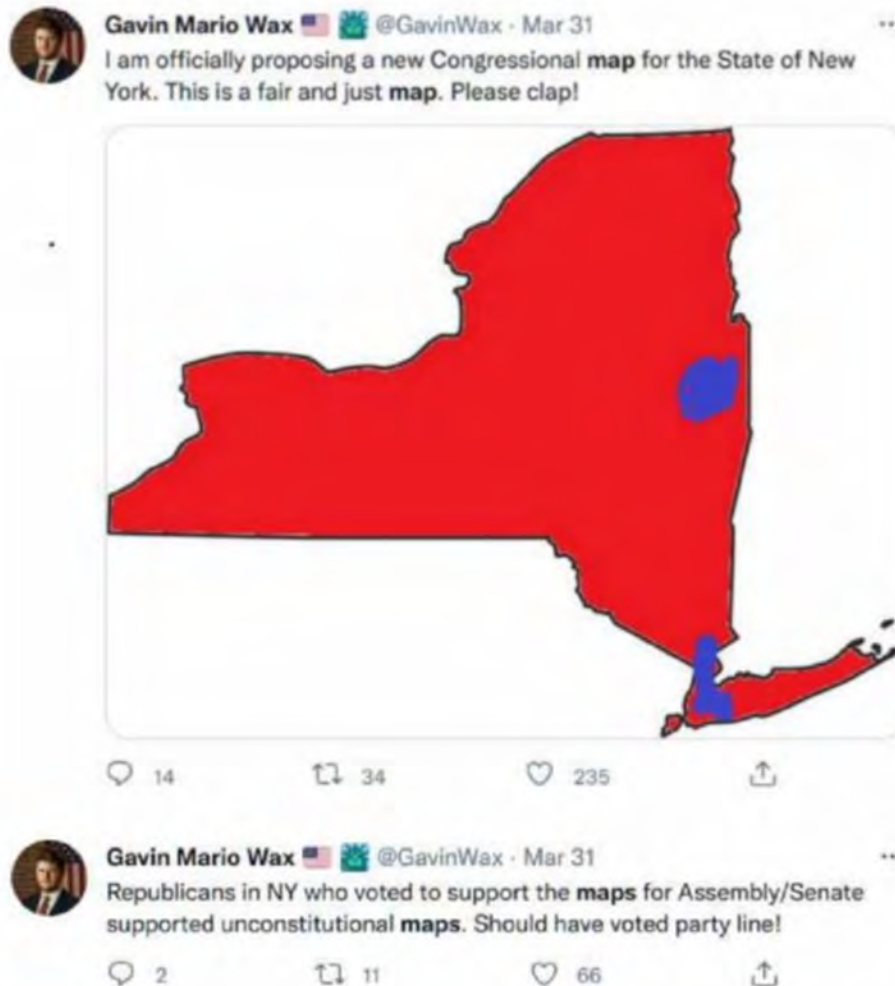 Gavin Mario Wax 🇺🇸 🗽 @GavinWax · Mar 31
I am officially proposing a new Congressional map for the State of New
York. This is a fair and just map. Please clap!
14 34 235
Gavin Mario Wax 🇺🇸 🗽 @GavinWax · Mar 31
Republicans in NY who voted to support the maps for Assembly/Senate
supported unconstitutional maps. Should have voted party line!
2 11 66